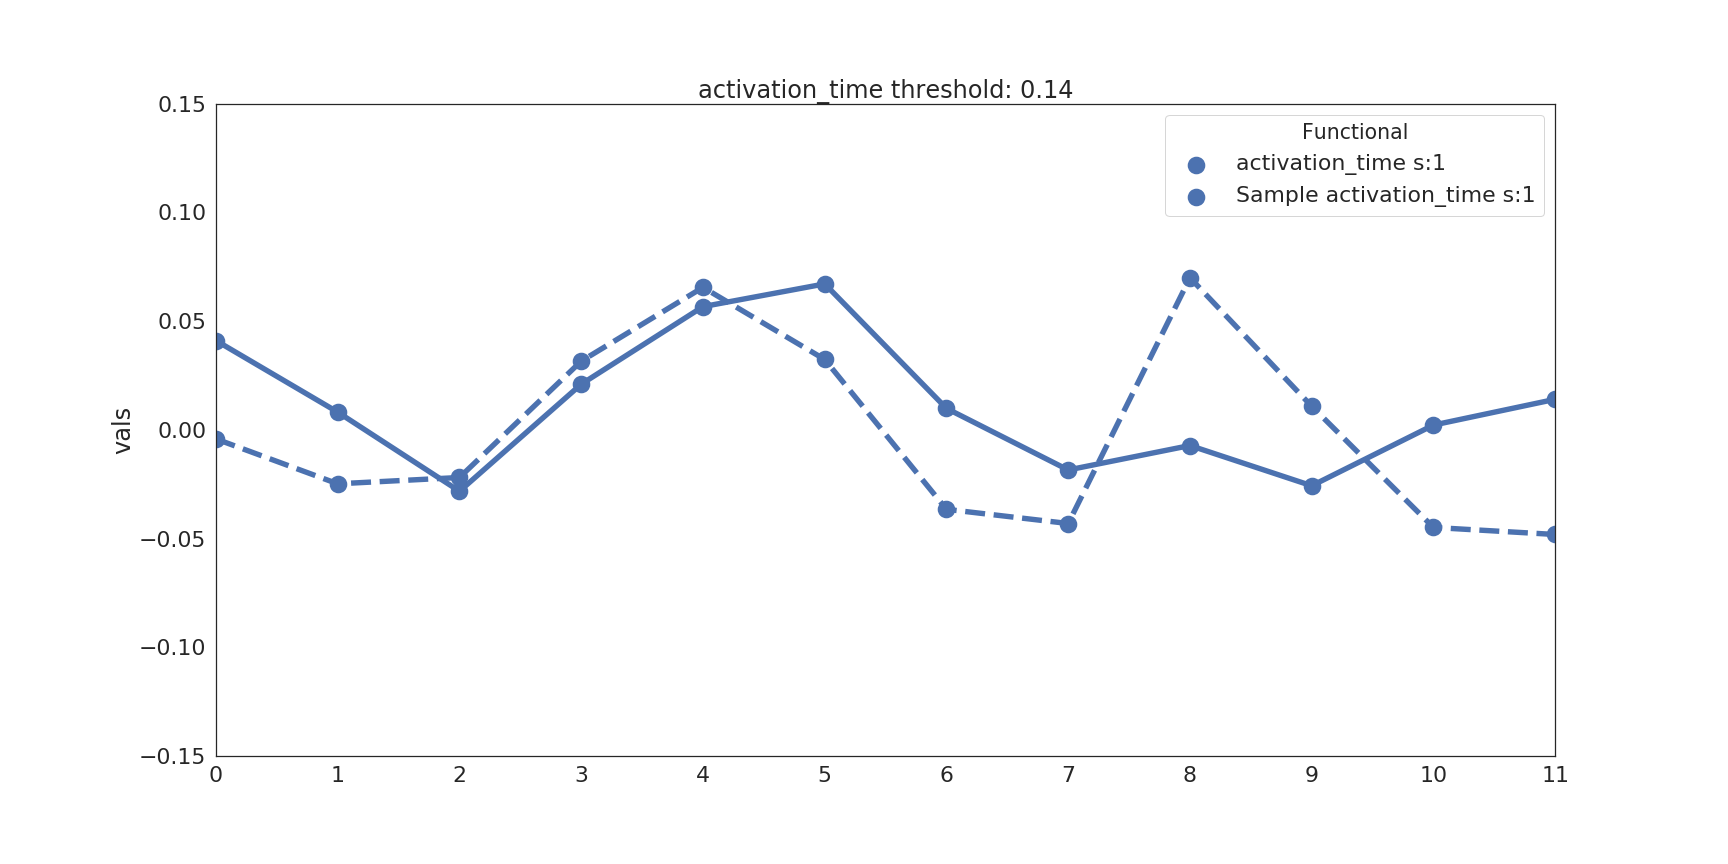 activation_time threshold: 0.14
0.15
0.10
0.05
0.00
−0.05
−0.10
−0.15
vals
Functional
activation_time s:1
Sample activation_time s:1
0 1 2 3 4 5 6 7 8 9 10 11